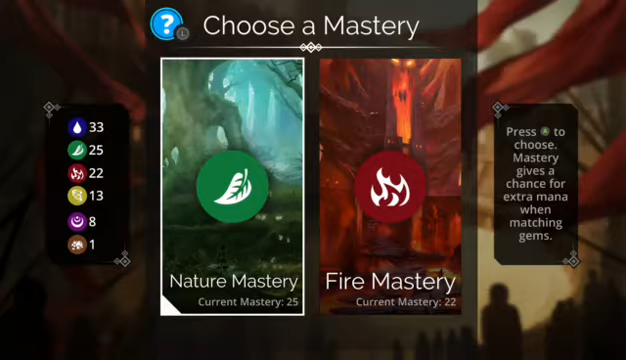 ?
L
Choose a Mastery
33
25
22
13
8
1
Nature Mastery
Current Mastery: 25
Fire Mastery
Current Mastery: 22
Press A to
choose.
Mastery
gives a
chance for
extra mana
when
matching
gems.